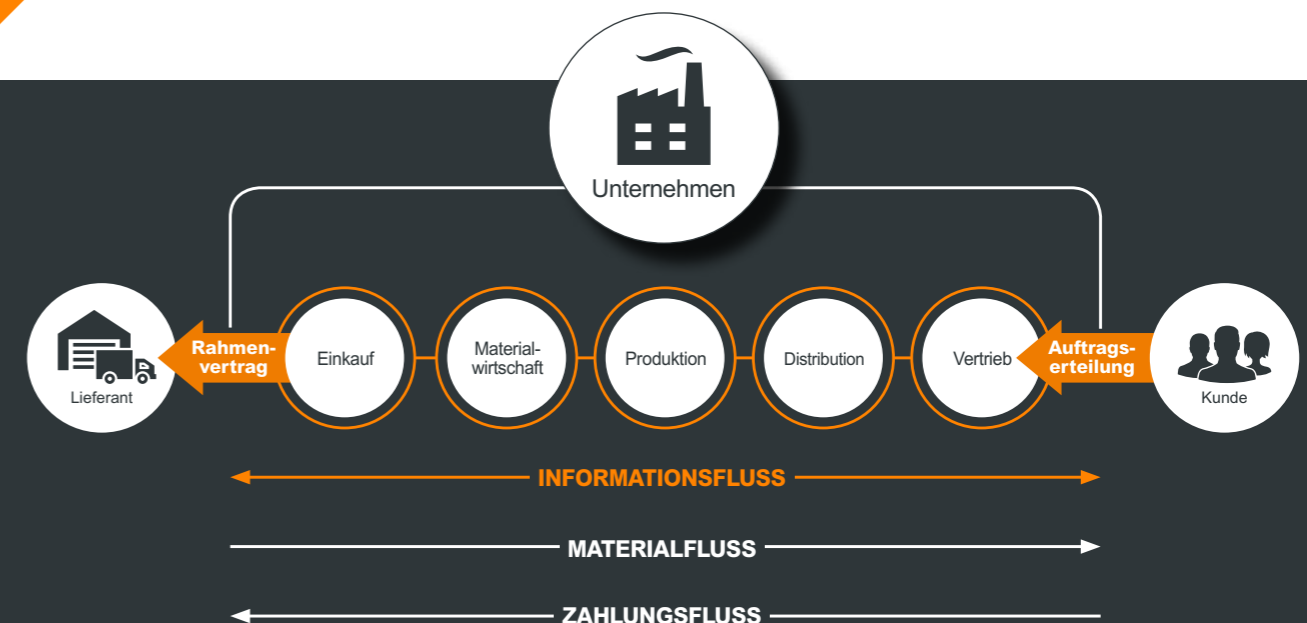 Unternehmen
Lieferant
Rahmen-
vertrag
Einkauf
Material-
wirtschaft
Produktion
Distribution
Vertrieb
Auftrags-
erteilung
Kunde
INFORMATIONSFLUSS
MATERIALFLUSS
ZAHLUNGSFLUSS